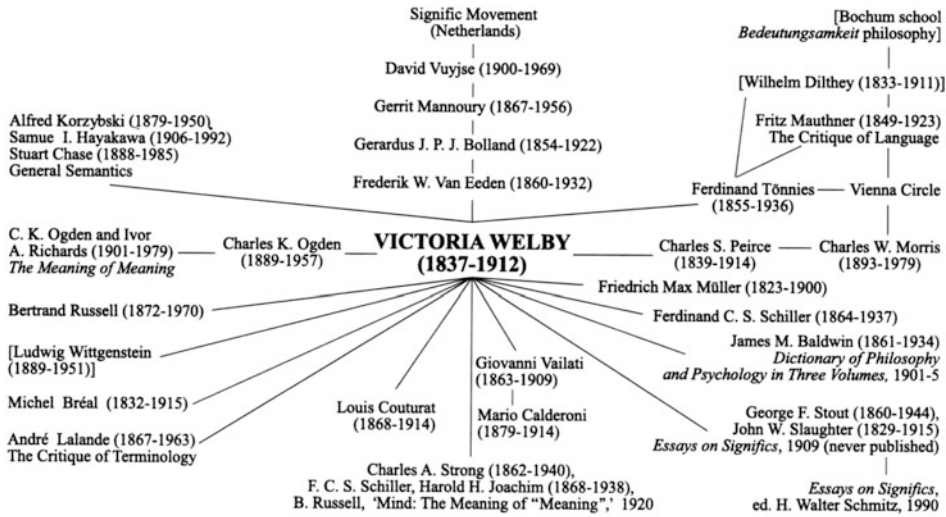 Signific Movement
(Netherlands)
David Vuyjse (1900-1969)
Gerrit Mannoury (1867-1956)
Gerardus J. P. J. Bolland (1854-1922)
Frederik W. Van Eeden (1860-1932)
[Bochum school
Bedeutungsamkeit philosophy]
[Wilhelm Dilthey (1833-1911)]
Fritz Mauthner (1849-1923)
The Critique of Language
Ferdinand Tönnies
(1855-1936)
Vienna Circle
Alfred Korzybski (1879-1950),
Samue I. Hayakawa (1906-1992)
Stuart Chase (1888-1985)
General Semantics
C. K. Ogden and Ivor
A. Richards (1901-1979)
The Meaning of Meaning
Charles K. Ogden
(1889-1957)
VICTORIA WELBY
(1837-1912)
Charles S. Peirce
(1839-1914)
Charles W. Morris
(1893-1979)
Friedrich Max Müller (1823-1900)
Bertrand Russell (1872-1970)
Ferdinand C. S. Schiller (1864-1937)
[Ludwig Wittgenstein
(1889-1951)]
James M. Baldwin (1861-1934)
Dictionary of Philosophy
and Psychology in Three Volumes, 1901-5
Michel Bréal (1832-1915)
Louis Couturat
(1868-1914)
Giovanni Vailati
(1863-1909)
Mario Calderoni
(1879-1914)
George F. Stout (1860-1944),
John W. Slaughter (1829-1915)
Essays on Significs, 1909 (never published)
André Lalande (1867-1963)
The Critique of Terminology
Charles A. Strong (1862-1940),
F. C. S. Schiller, Harold H. Joachim (1868-1938),
B. Russell, 'Mind: The Meaning of "Meaning",' 1920
Essays on Significs,
ed. H. Walter Schmitz, 1990